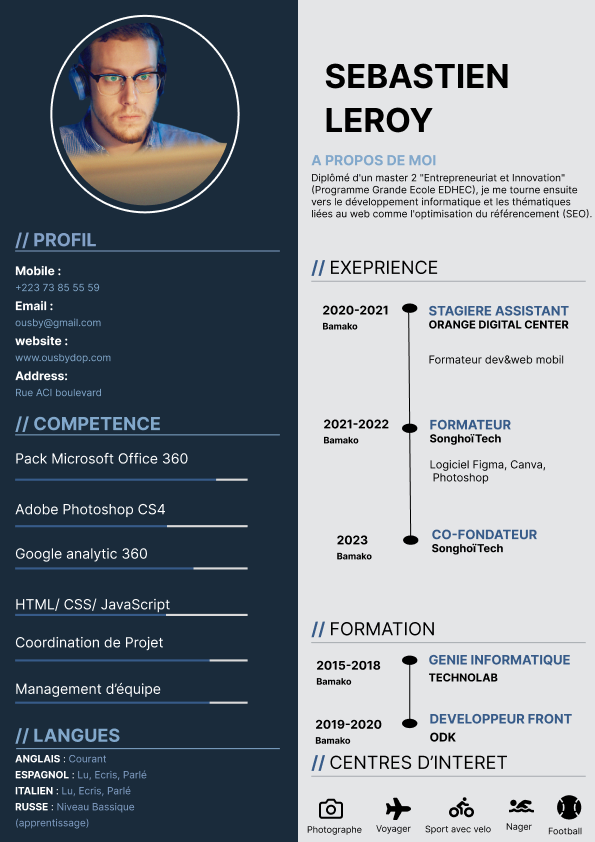 // PROFIL
Mobile :
+223 73 85 55 59
Email :
ousby@gmail.com
website :
www.ousbydop.com
Address:
Rue ACI boulevard
// COMPETENCE
Pack Microsoft Office 360
Adobe Photoshop CS4
Google analytic 360
HTML/ CSS/ JavaScript
Coordination de Projet
Management d’équipe
// LANGUES
ANGLAIS : Courant
ESPAGNOL : Lu, Ecris, Parlé
ITALIEN : Lu, Ecris, Parlé
RUSSE : Niveau Bassique
(apprentissage)
SEBASTIEN
LEROY
A PROPOS DE MOI
Diplômé d'un master 2 "Entrepreneuriat et Innovation"
(Programme Grande Ecole EDHEC), je me tourne ensuite
vers le développement informatique et les thématiques
liées au web comme l'optimisation du référencement (SEO).
// EXEPRIENCE
2020-2021
Bamako
STAGIERE ASSISTANT
ORANGE DIGITAL CENTER
Formateur dev&web mobil
2021-2022
Bamako
FORMATEUR
SonghoïTech
Logiciel Figma, Canva,
Photoshop
2023
Bamako
CO-FONDATEUR
SonghoïTech
// FORMATION
2015-2018
Bamako
GENIE INFORMATIQUE
TECHNOLAB
2019-2020
Bamako
DEVELOPPEUR FRONT
ODK
// CENTRES D’INTERET
Photographe
Voyager
Sport avec velo
Nager
Football